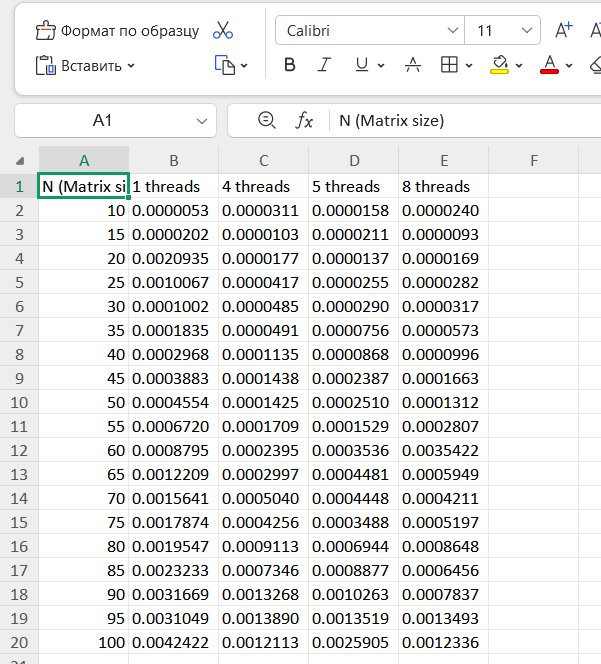 Формат по образцу
Calibri 11 A+
Вставить B I U A A
A1 fx N (Matrix size)
A B C D E F
1 N (Matrix si 1 threads 4 threads 5 threads 8 threads
2 10 0.0000053 0.0000311 0.0000158 0.0000240
3 15 0.0000202 0.0000103 0.0000211 0.0000093
4 20 0.0020935 0.0000177 0.0000137 0.0000169
5 25 0.0010067 0.0000417 0.0000255 0.0000282
6 30 0.0001002 0.0000485 0.0000290 0.0000317
7 35 0.0001835 0.0000491 0.0000756 0.0000573
8 40 0.0002968 0.0001135 0.0000868 0.0000996
9 45 0.0003883 0.0001438 0.0002387 0.0001663
10 50 0.0004554 0.0001425 0.0002510 0.0001312
11 55 0.0006720 0.0001709 0.0001529 0.0002807
12 60 0.0008795 0.0002395 0.0003536 0.0035422
13 65 0.0012209 0.0002997 0.0004481 0.0005949
14 70 0.0015641 0.0005040 0.0004448 0.0004211
15 75 0.0017874 0.0004256 0.0003488 0.0005197
16 80 0.0019547 0.0009113 0.0006944 0.0008648
17 85 0.0023233 0.0007346 0.0008877 0.0006456
18 90 0.0031669 0.0013268 0.0010263 0.0007837
19 95 0.0031049 0.0013890 0.0013519 0.0013493
20 100 0.0042422 0.0012113 0.0025905 0.0012336